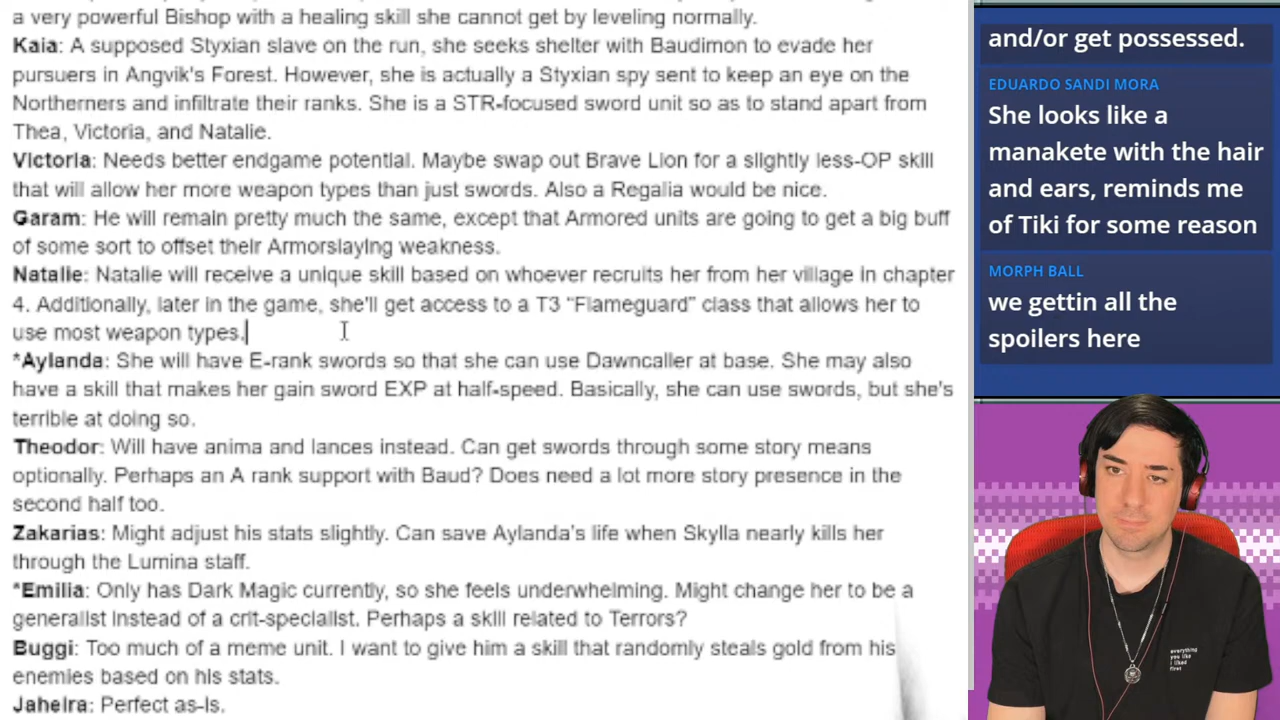 a very powerful Bishop with a healing skill she cannot get by leveling normally.
Kaia: A supposed Styxian slave on the run, she seeks shelter with Baudimon to evade her
pursuers in Angvik's Forest. However, she is actually a Styxian spy sent to keep an eye on the
Northerners and infiltrate their ranks. She is a STR-focused sword unit so as to stand apart from
Thea, Victoria, and Natalie.
Victoria: Needs better endgame potential. Maybe swap out Brave Lion for a slightly less-OP skill
that will allow her more weapon types than just swords. Also a Regalia would be nice.
Garam: He will remain pretty much the same, except that Armored units are going to get a big buff
of some sort to offset their Armorslaying weakness.
Natalie: Natalie will receive a unique skill based on whoever recruits her from her village in chapter
4. Additionally, later in the game, she'll get access to a T3 “Flameguard” class that allows her to
use most weapon types.
*Aylanda: She will have E-rank swords so that she can use Dawncaller at base. She may also
have a skill that makes her gain sword EXP at half-speed. Basically, she can use swords, but she's
terrible at doing so.
Theodor: Will have anima and lances instead. Can get swords through some story means
optionally. Perhaps an A rank support with Baud? Does need a lot more story presence in the
second half too.
Zakarias: Might adjust his stats slightly. Can save Aylanda's life when Skylla nearly kills her
through the Lumina staff.
*Emilia: Only has Dark Magic currently, so she feels underwhelming. Might change her to be a
generalist instead of a crit-specialist. Perhaps a skill related to Terrors?
Buggi: Too much of a meme unit. I want to give him a skill that randomly steals gold from his
enemies based on his stats.
Jaheira: Perfect as-is.
and/or get possessed.
EDUARDO SANDI MORA
She looks like a
manakete with the hair
and ears, reminds me
of Tiki for some reason
MORPH BALL
we gettin all the
spoilers here
everything
you like
i liked
first